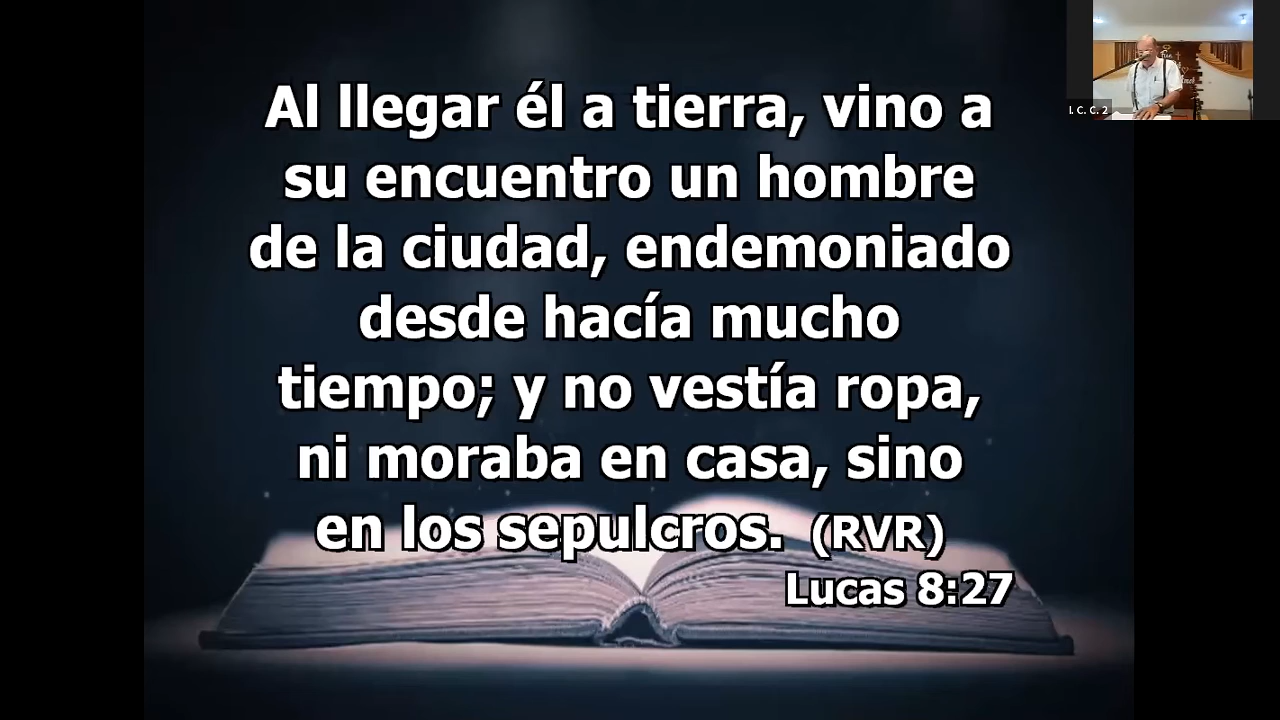 Al llegar él a tierra, vino a
su encuentro un hombre
de la ciudad, endemoniado
desde hacía mucho
tiempo; y no vestía ropa,
ni moraba en casa, sino
en los sepulcros. (RVR)
Lucas 8:27
I. C. C. 2